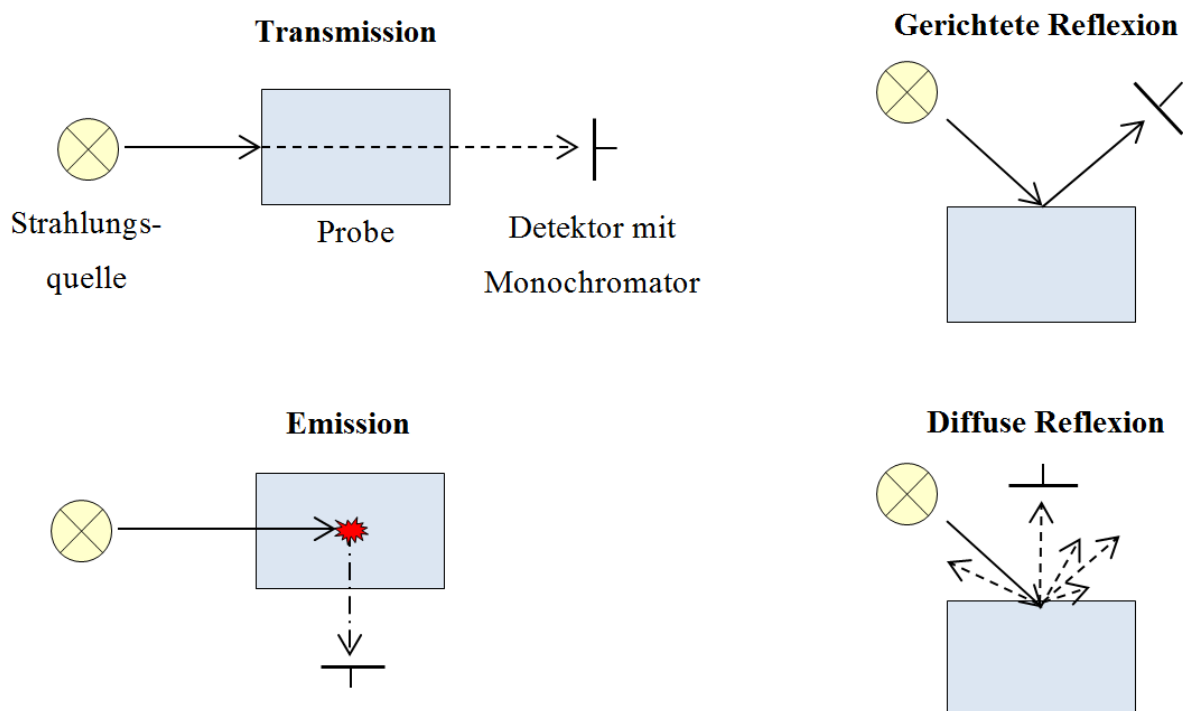 Transmission
Strahlungs-
quelle
Probe
Detektor mit
Monochromator
Gerichtete Reflexion
Emission
Diffuse Reflexion